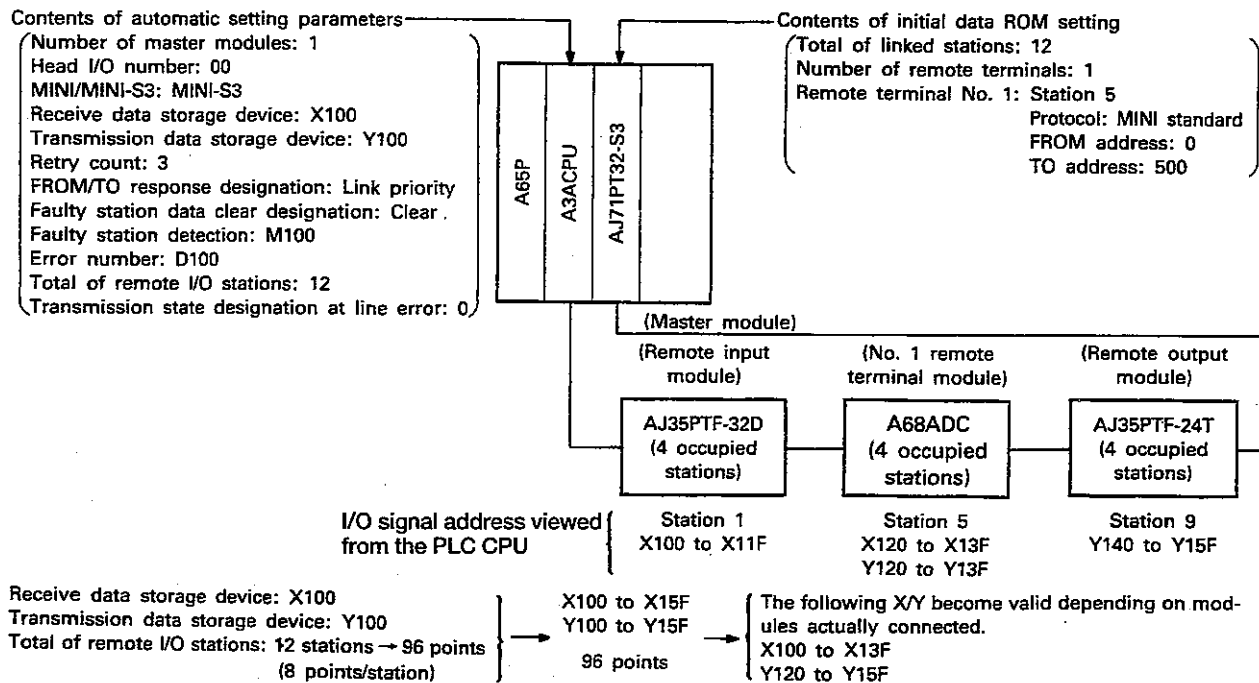 Contents of automatic setting parameters
Number of master modules: 1
Head I/O number: 00
MINI/MINI-S3: MINI-S3
Receive data storage device: X100
Transmission data storage device: Y100
Retry count: 3
FROM/TO response designation: Link priority
Faulty station data clear designation: Clear
Faulty station detection: M100
Error number: D100
Total of remote I/O stations: 12
Transmission state designation at line error: 0
Contents of initial data ROM setting
Total of linked stations: 12
Number of remote terminals: 1
Remote terminal No. 1: Station 5
Protocol: MINI standard
FROM address: 0
TO address: 500
A65P
A3ACPU
AJ71PT32-S3
(Master module)
(Remote input
module)
AJ35PTF-32D
(4 occupied
stations)
(No. 1 remote
terminal module)
A68ADC
(4 occupied
stations)
(Remote output
module)
AJ35PTF-24T
(4 occupied
stations)
I/O signal address viewed
from the PLC CPU
Station 1
X100 to X11F
Station 5
X120 to X13F
Y120 to Y13F
Station 9
Y140 to Y15F
Receive data storage device: X100
Transmission data storage device: Y100
Total of remote I/O stations: 12 stations → 96 points
(8 points/station)
X100 to X15F
Y100 to Y15F
96 points
The following X/Y become valid depending on mod-
ules actually connected.
X100 to X13F
Y120 to Y15F